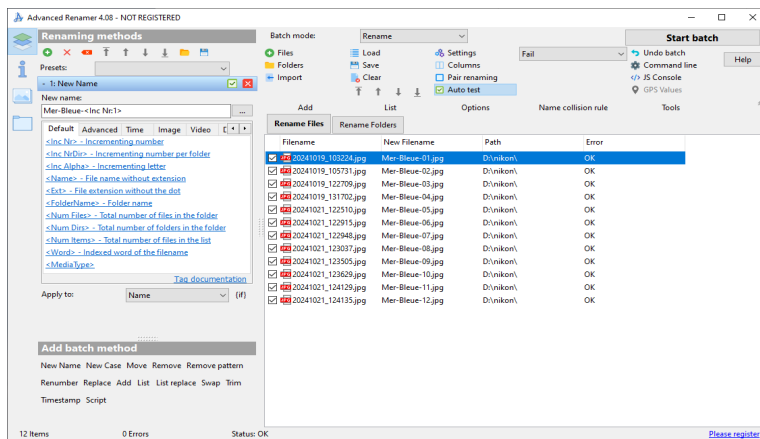 Advanced Renamer 4.08 - NOT REGISTERED
Renaming methods
Presets:
- 1: New Name
New name:
Mer-Bleue-<Inc Nr:1>
...
Default Advanced Time Image Video
<Inc Nr> - Incrementing number
<Inc NrDir> - Incrementing number per folder
<Inc Alpha> - Incrementing letter
<Name> - File name without extension
<Ext> - File extension without the dot
<FolderName> - Folder name
<Num Files> - Total number of files in the folder
<Num Dirs> - Total number of folders in the folder
<Num Items> - Total number of files in the list
<Word> - Indexed word of the filename
<MediaType>
Tag documentation
Apply to: Name {if}
Add batch method
New Name New Case Move Remove Remove pattern
Renumber Replace Add List List replace Swap Trim
Timestamp Script
Batch mode: Rename Start batch
Files Load Settings Fail Undo batch Help
Folders Save Columns Command line
Import Clear Pair renaming JS Console
Auto test GPS Values
Add List Options Name collision rule Tools
Rename Files Rename Folders
Filename New Filename Path Error
20241019_103224.jpg Mer-Bleue-01.jpg D:\nikon\ OK
20241019_105731.jpg Mer-Bleue-02.jpg D:\nikon\ OK
20241019_122709.jpg Mer-Bleue-03.jpg D:\nikon\ OK
20241019_131702.jpg Mer-Bleue-04.jpg D:\nikon\ OK
20241021_122510.jpg Mer-Bleue-05.jpg D:\nikon\ OK
20241021_122915.jpg Mer-Bleue-06.jpg D:\nikon\ OK
20241021_122948.jpg Mer-Bleue-07.jpg D:\nikon\ OK
20241021_123037.jpg Mer-Bleue-08.jpg D:\nikon\ OK
20241021_123505.jpg Mer-Bleue-09.jpg D:\nikon\ OK
20241021_123629.jpg Mer-Bleue-10.jpg D:\nikon\ OK
20241021_124129.jpg Mer-Bleue-11.jpg D:\nikon\ OK
20241021_124135.jpg Mer-Bleue-12.jpg D:\nikon\ OK
12 Items 0 Errors Status: OK Please register